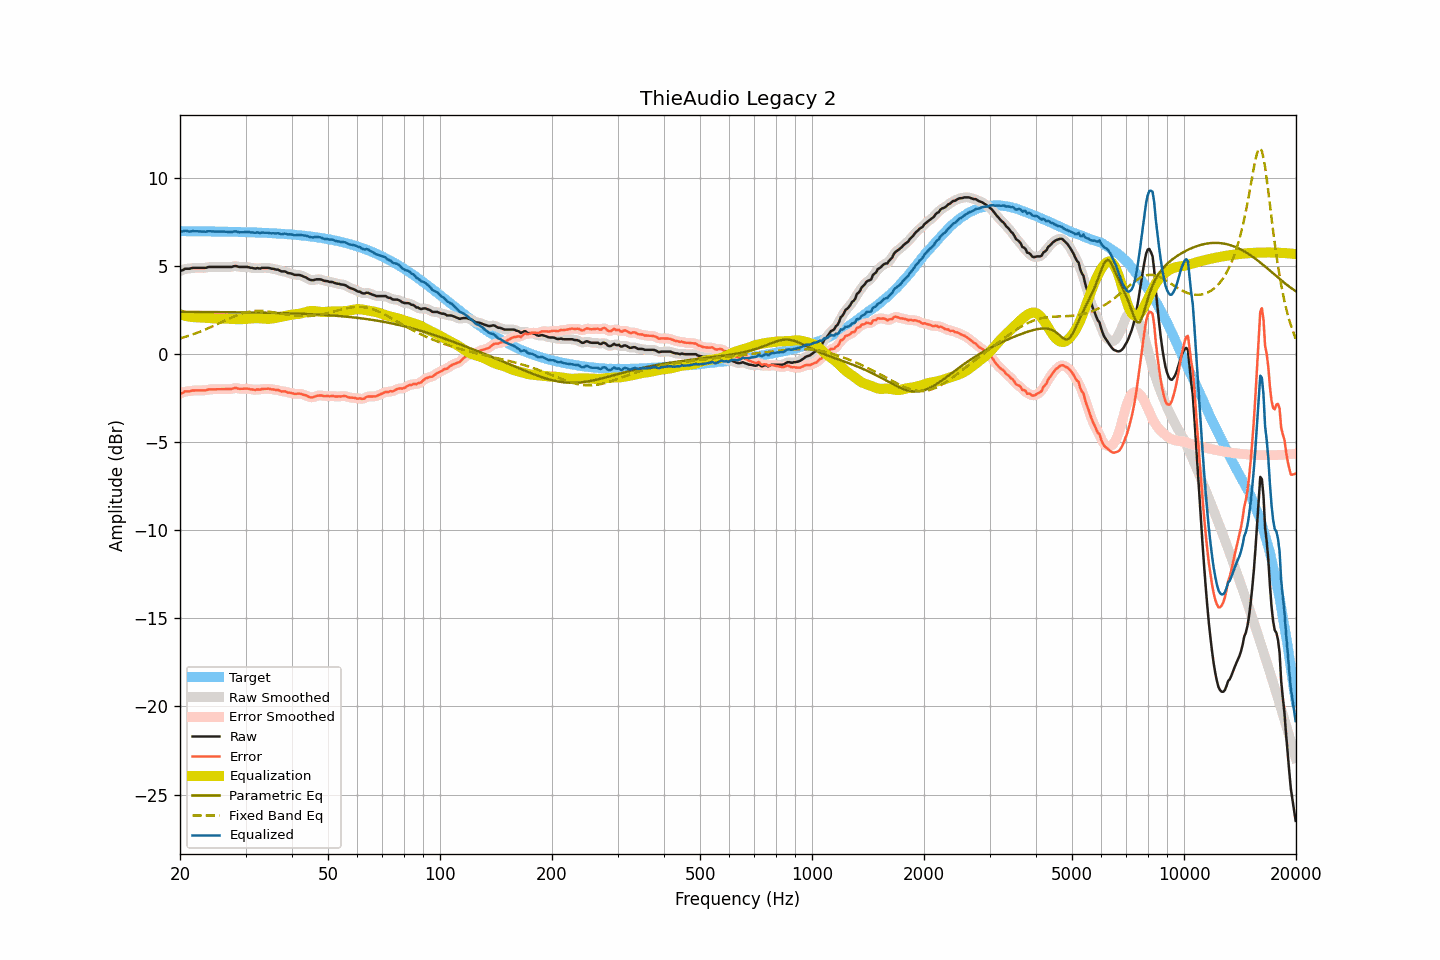 ThieAudio Legacy 2
Amplitude (dBr)
10
5
0
−5
−10
−15
−20
−25
Target
Raw Smoothed
Error Smoothed
Raw
Error
Equalization
Parametric Eq
Fixed Band Eq
Equalized
20 50 100 200 500 1000 2000 5000 10000 20000
Frequency (Hz)